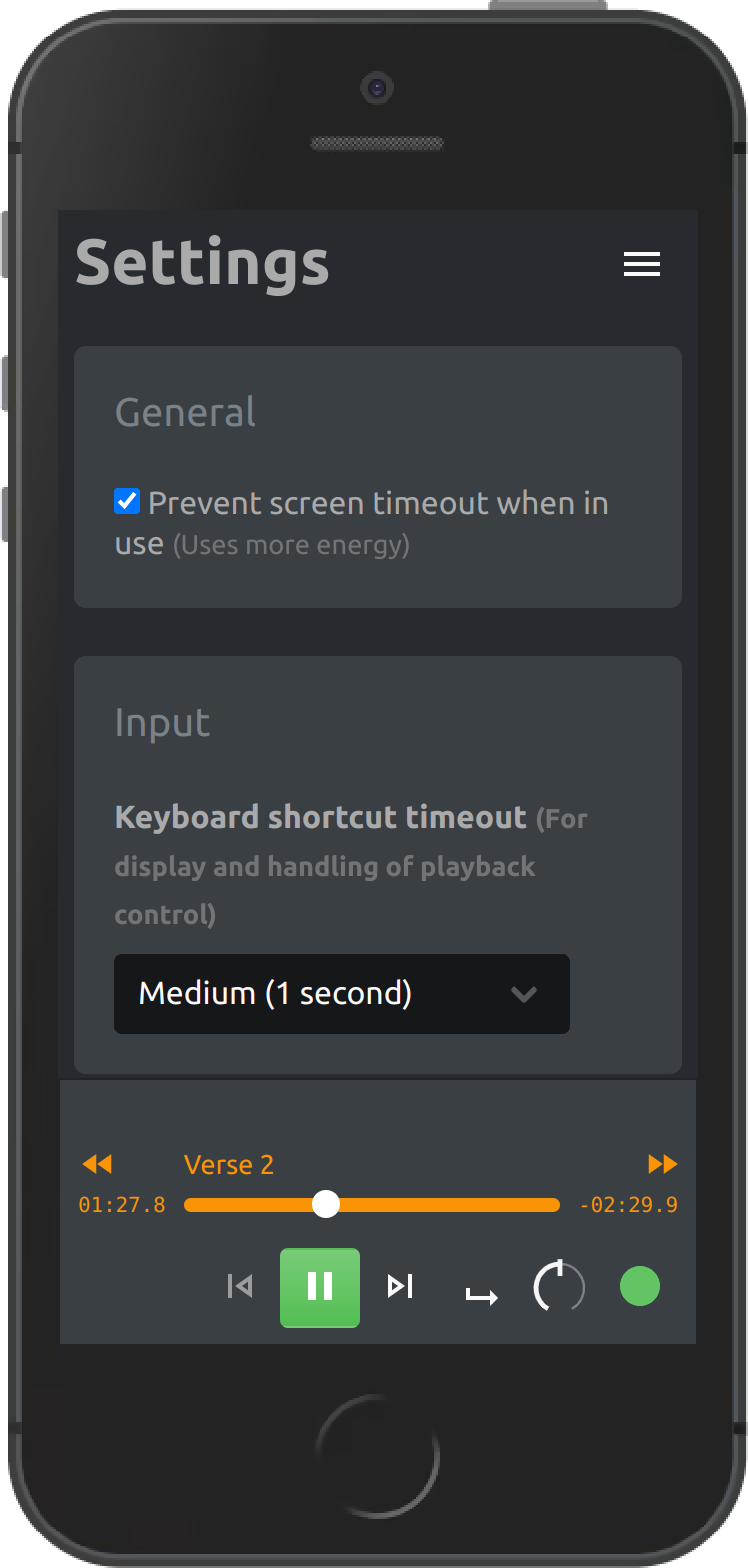 Settings
General
Prevent screen timeout when in
use (Uses more energy)
Input
Keyboard shortcut timeout (For
display and handling of playback
control)
Medium (1 second)
Verse 2
01:27.8 -02:29.9